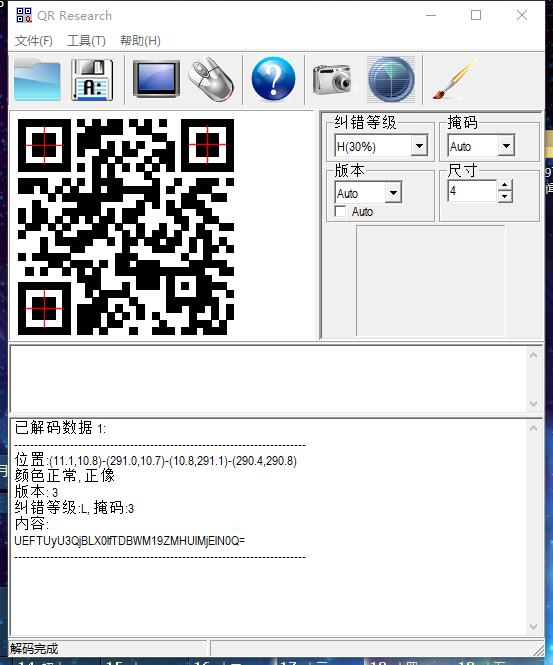 QR Research
文件(F) 工具(T) 帮助(H)
A:
纠错等级
掩码
H(30%)
Auto
版本
尺寸
Auto
4
Auto
已解码数据 1:
位置:(11.1,10.8)-(291.0,10.7)-(10.8,291.1)-(290.4,290.8)
颜色正常, 正像
版本: 3
纠错等级:L, 掩码:3
内容:
UEFTUyU3QjBLX0lfTDBWM19ZMHUlMjElN0Q=
解码完成